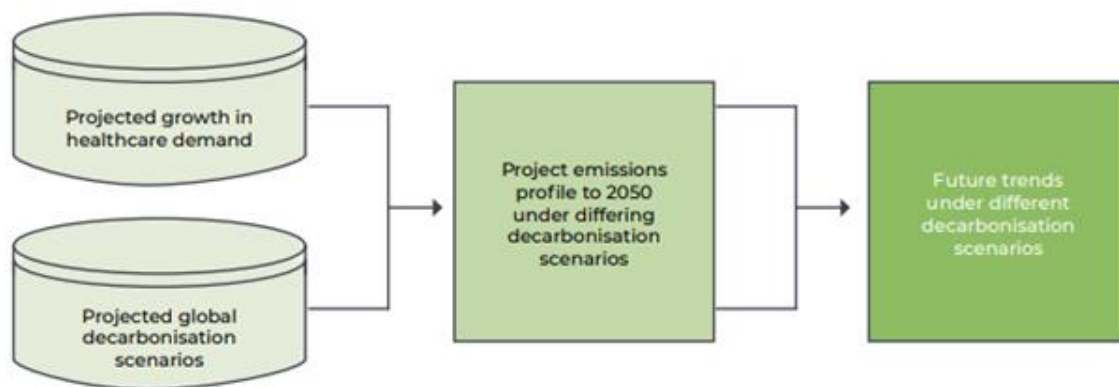 Projected growth in
healthcare demand
Projected global
decarbonisation
scenarios
Project emissions
profile to 2050
under differing
decarbonisation
scenarios
Future trends
under different
decarbonisation
scenarios